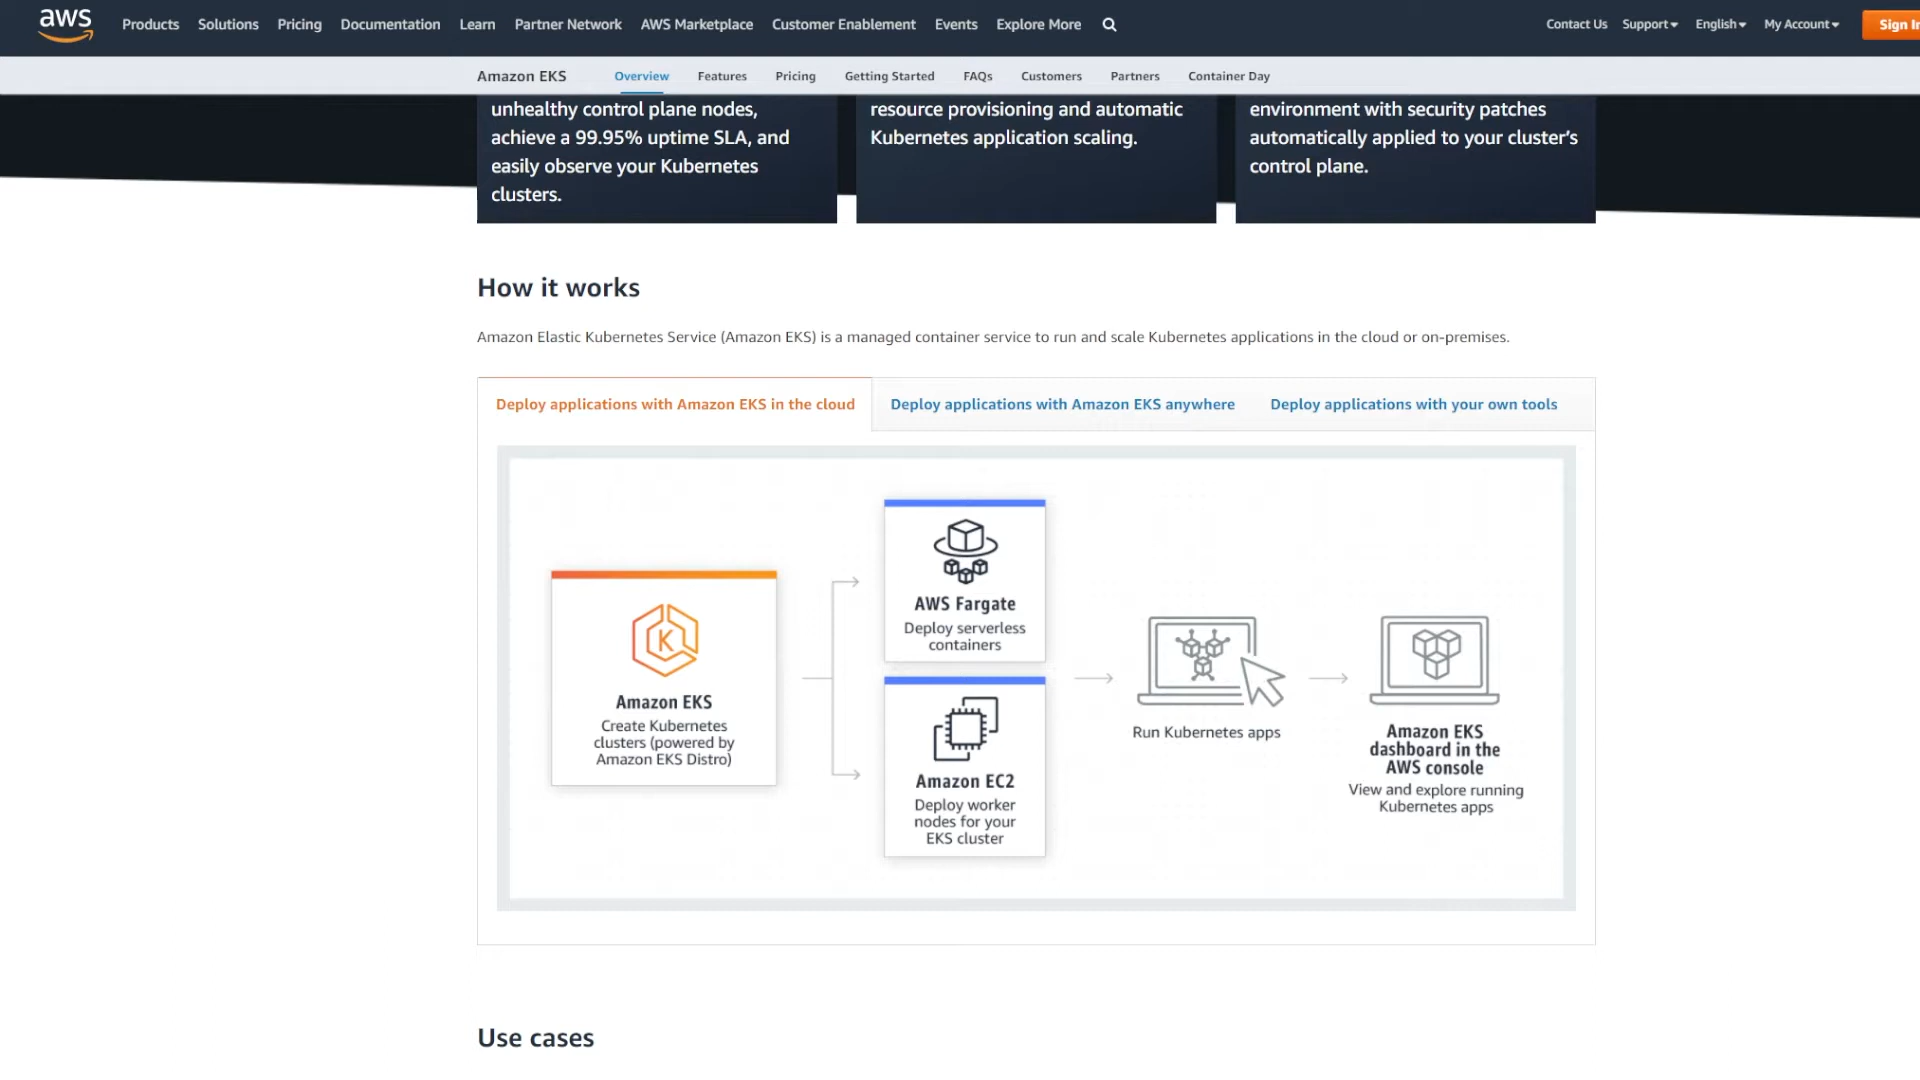 aws
Products Solutions Pricing Documentation Learn Partner Network AWS Marketplace Customer Enablement Events Explore More
Contact Us Support English My Account
Amazon EKS Overview Features Pricing Getting Started FAQs Customers Partners Container Day
unhealthy control plane nodes,
achieve a 99.95% uptime SLA, and
easily observe your Kubernetes
clusters.
resource provisioning and automatic
Kubernetes application scaling.
environment with security patches
automatically applied to your cluster’s
control plane.
How it works
Amazon Elastic Kubernetes Service (Amazon EKS) is a managed container service to run and scale Kubernetes applications in the cloud or on-premises.
Deploy applications with Amazon EKS in the cloud
Deploy applications with Amazon EKS anywhere
Deploy applications with your own tools
K
Amazon EKS
Create Kubernetes
clusters (powered by
Amazon EKS Distro)
AWS Fargate
Deploy serverless
containers
Amazon EC2
Deploy worker
nodes for your
EKS cluster
Run Kubernetes apps
Amazon EKS
dashboard in the
AWS console
View and explore running
Kubernetes apps
Use cases